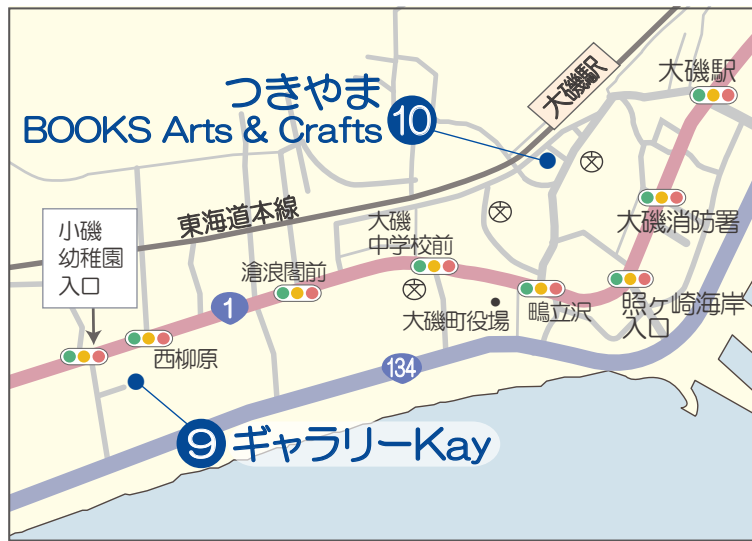 つきやま
BOOKS Arts & Crafts 10
大磯駅
大磯駅
東海道本線
大磯
中学校前
大磯消防署
小磯
幼稚園
入口
滄浪閣前
1
大磯町役場
鴫立沢
照ヶ崎海岸
入口
西柳原
134
9 ギャラリーKay